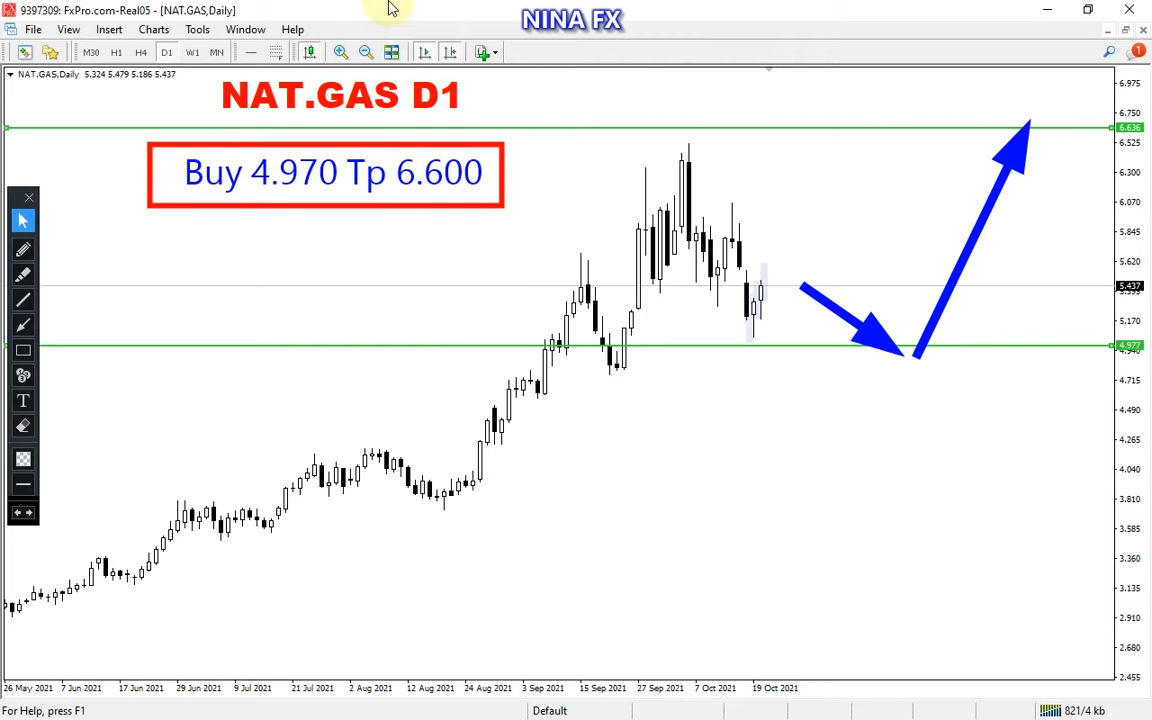 9397309: FxPro.com-Real05 - [NAT.GAS,Daily]
NINA FX
File View Insert Charts Tools Window Help
M30 H1 H4 D1 W1 MN
1
NAT.GAS,Daily 5.324 5.479 5.186 5.437
NAT.GAS D1
Buy 4.970 Tp 6.600
6.975
6.750
6.636
6.525
6.300
6.070
5.845
5.620
5.437
5.170
4.977
4.715
4.490
4.265
4.040
3.810
3.585
3.360
3.135
2.910
2.680
2.455
T
26 May 2021 7 Jun 2021 17 Jun 2021 29 Jun 2021 9 Jul 2021 21 Jul 2021 2 Aug 2021 12 Aug 2021 24 Aug 2021 3 Sep 2021 15 Sep 2021 27 Sep 2021 7 Oct 2021 19 Oct 2021
For Help, press F1 Default 821/4 kb